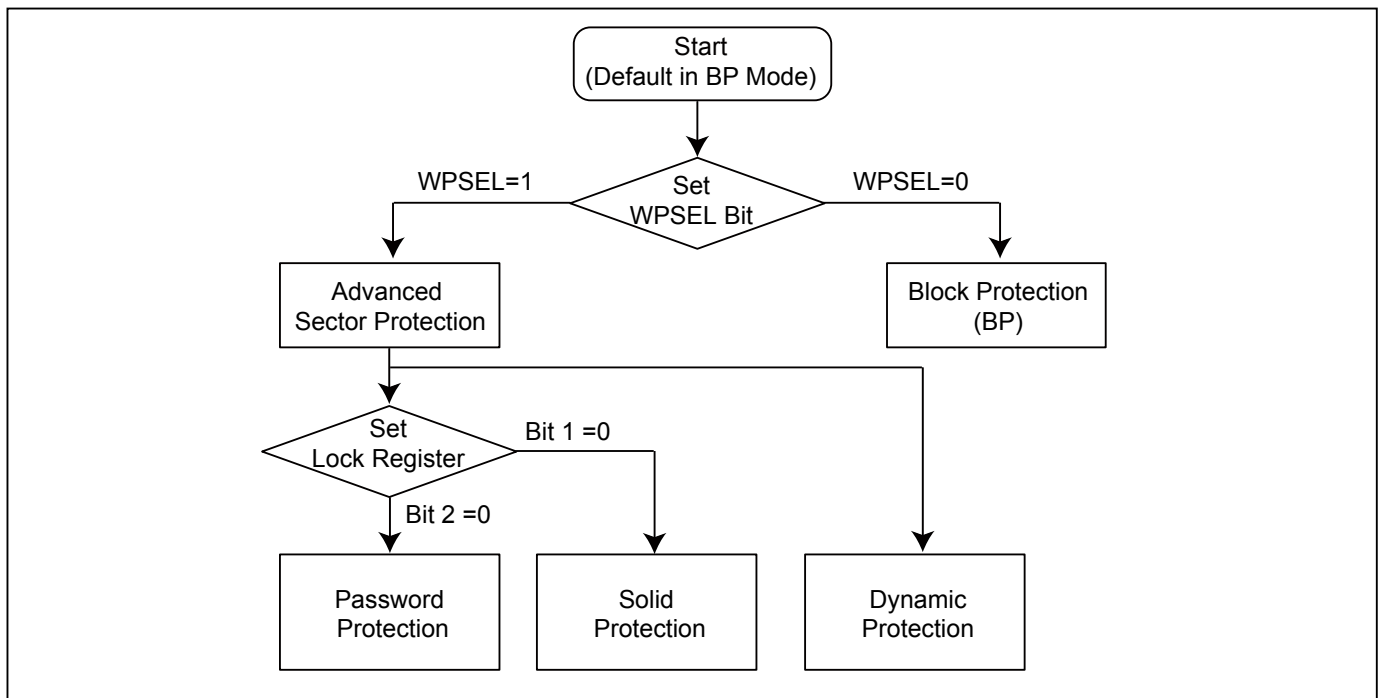 Start
(Default in BP Mode)
WPSEL=1
Set
WPSEL Bit
WPSEL=0
Advanced
Sector Protection
Block Protection
(BP)
Set
Lock Register
Bit 1 =0
Bit 2 =0
Password
Protection
Solid
Protection
Dynamic
Protection